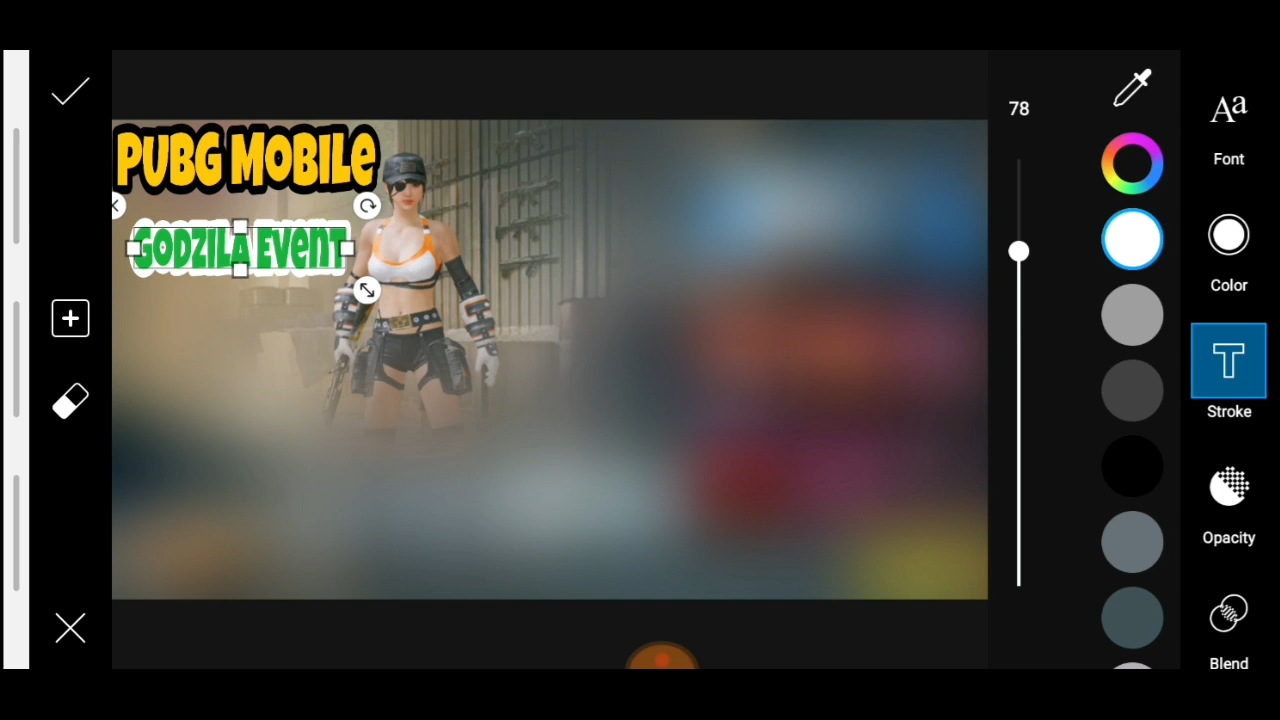 78
Font
PUBG MOBILe
GODZILA EVeNT
Color
Stroke
Opacity
Blend